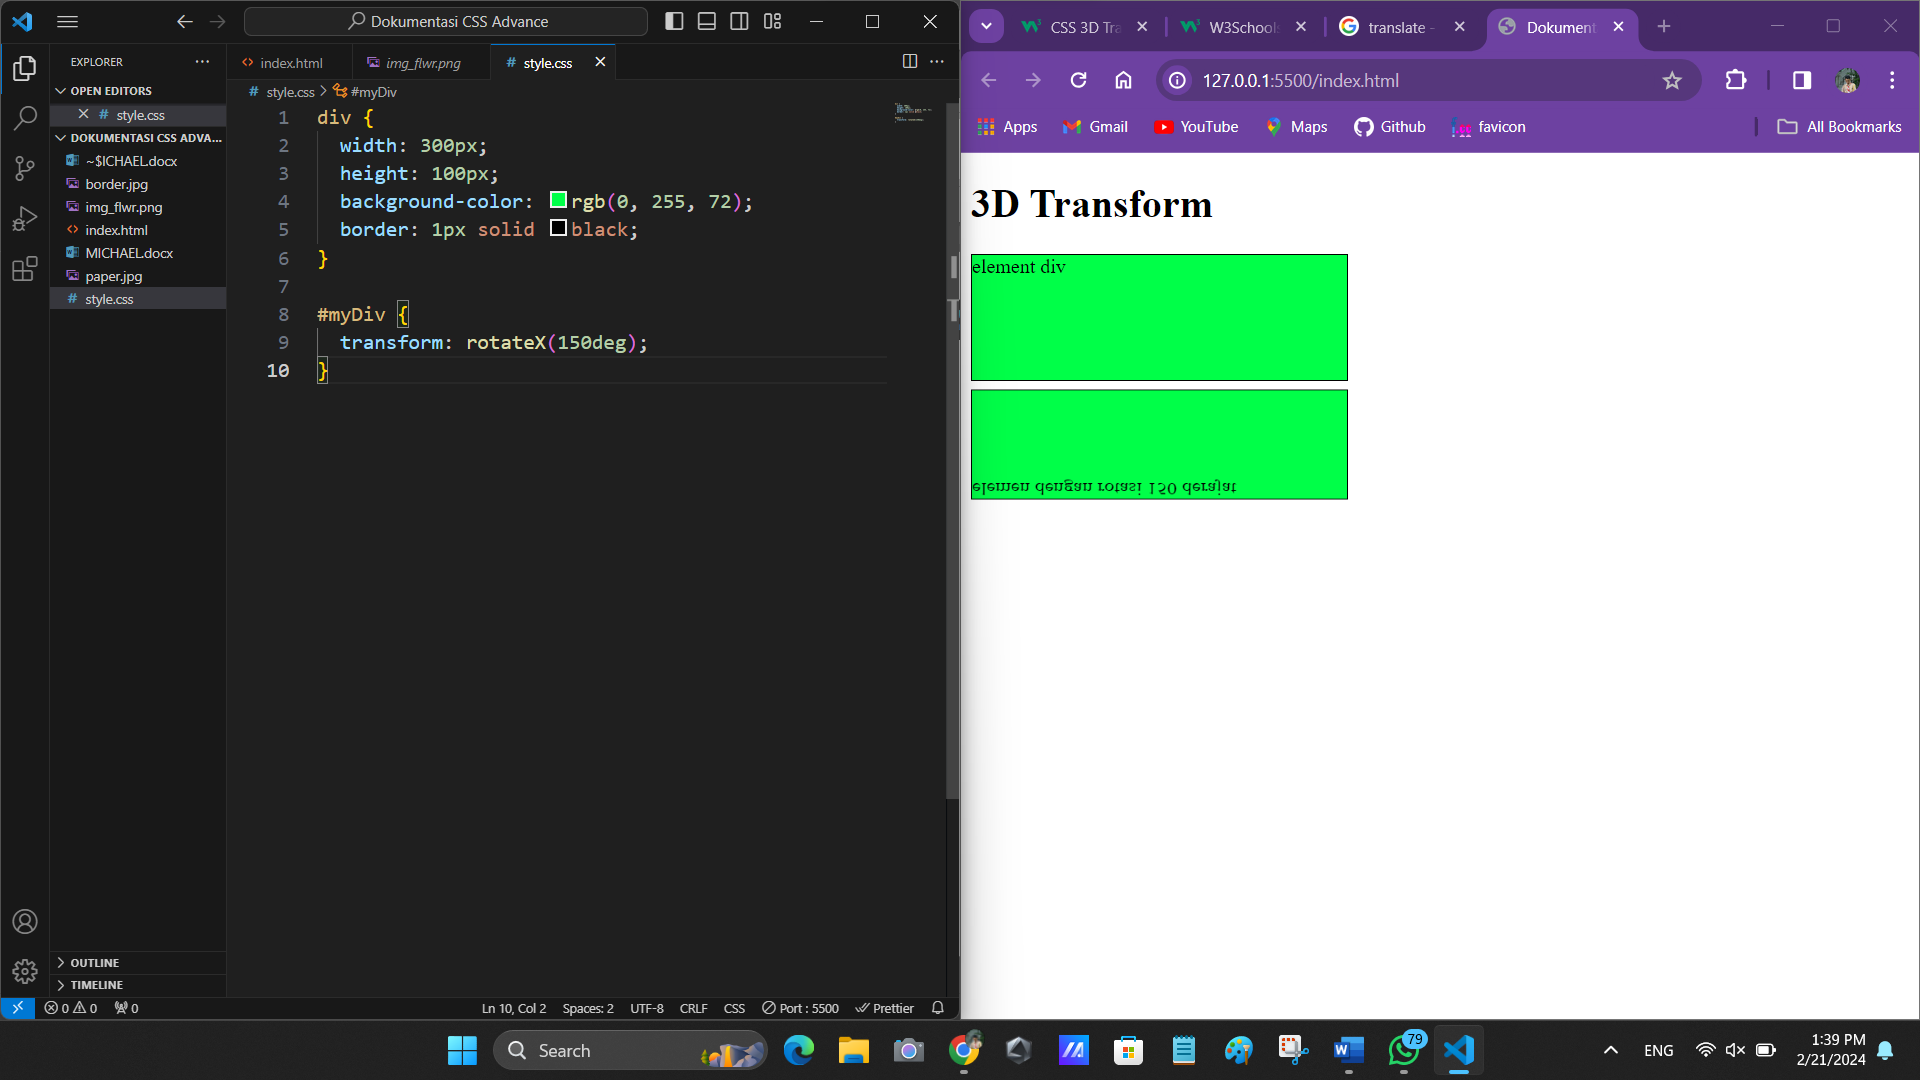 Dokumentasi CSS Advance
EXPLORER
OPEN EDITORS
# style.css
DOKUMENTASI CSS ADVA...
~$ICHAEL.docx
border.jpg
img_flwr.png
index.html
MICHAEL.docx
paper.jpg
# style.css
OUTLINE
TIMELINE
index.html
img_flwr.png
# style.css
# style.css > #myDiv
1 div {
2 width: 300px;
3 height: 100px;
4 background-color: rgb(0, 255, 72);
5 border: 1px solid black;
6 }
7
8 #myDiv {
9 transform: rotateX(150deg);
10 }
0 0 0
Ln 10, Col 2 Spaces: 2 UTF-8 CRLF CSS Port : 5500 Prettier
CSS 3D Tra
W3Schools
translate -
Dokument
127.0.0.1:5500/index.html
Apps Gmail YouTube Maps Github favicon All Bookmarks
3D Transform
element div
elemen dengan rotasi 150 derajat
Search
79
ENG
1:39 PM
2/21/2024